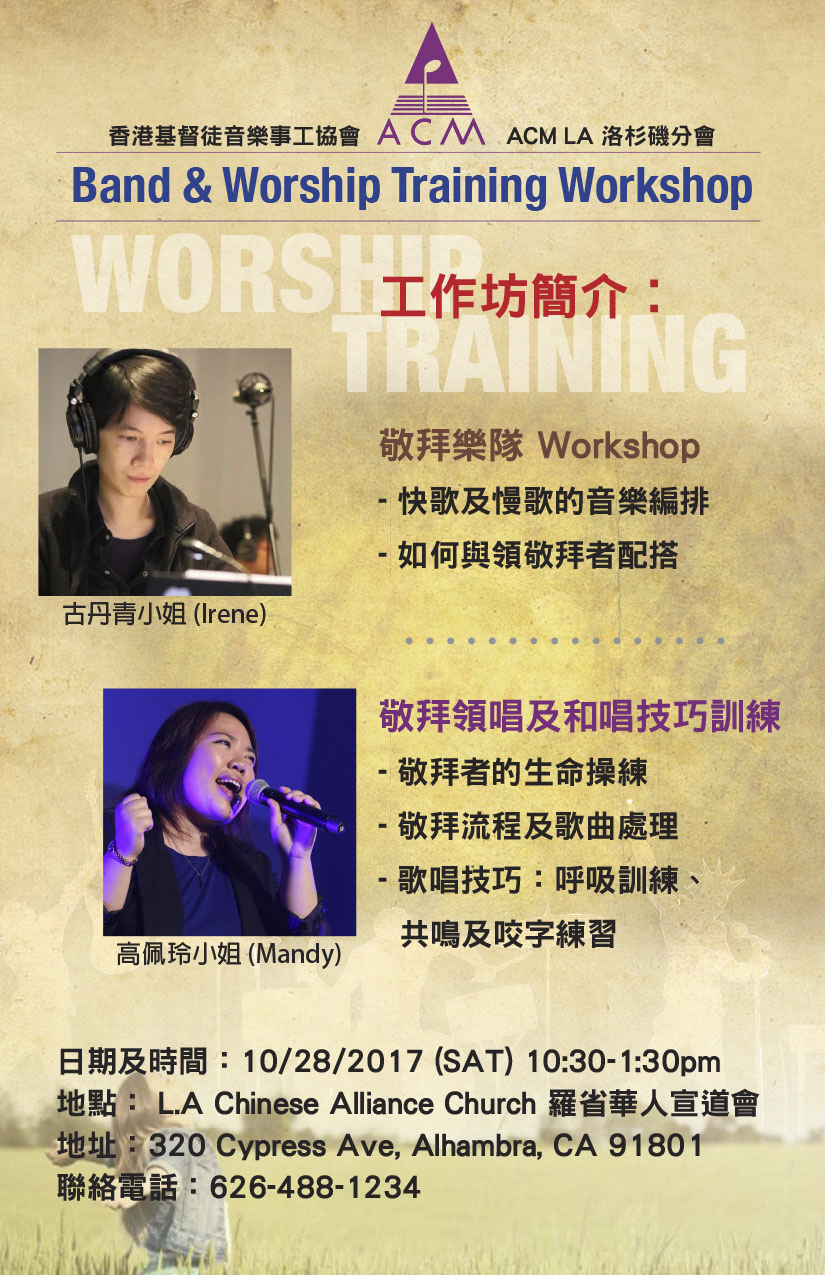 香港基督徒音樂事工協會 ACM ACM LA 洛杉磯分會
Band & Worship Training Workshop
WORSHIP
TRAINING
工作坊簡介：
敬拜樂隊 Workshop
- 快歌及慢歌的音樂編排
- 如何與領敬拜者配搭
古丹青小姐 (Irene)
敬拜領唱及和唱技巧訓練
- 敬拜者的生命操練
- 敬拜流程及歌曲處理
- 歌唱技巧：呼吸訓練、
共鳴及咬字練習
高佩玲小姐 (Mandy)
日期及時間：10/28/2017 (SAT) 10:30-1:30pm
地點： L.A Chinese Alliance Church 羅省華人宣道會
地址：320 Cypress Ave, Alhambra, CA 91801
聯絡電話：626-488-1234